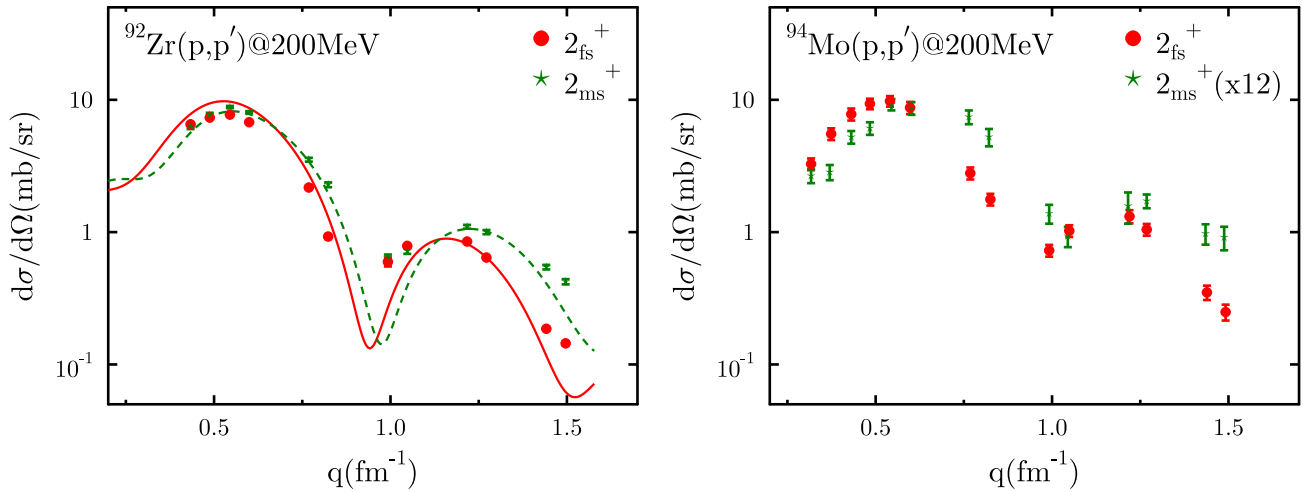 ⁹²Zr(p,p′)@200MeV
2fs⁺
2ms⁺
dσ/dΩ(mb/sr)
10
1
10⁻¹
0.5 1.0 1.5
q(fm⁻¹)
⁹⁴Mo(p,p′)@200MeV
2fs⁺
2ms⁺(x12)
dσ/dΩ(mb/sr)
10
1
10⁻¹
0.5 1.0 1.5
q(fm⁻¹)